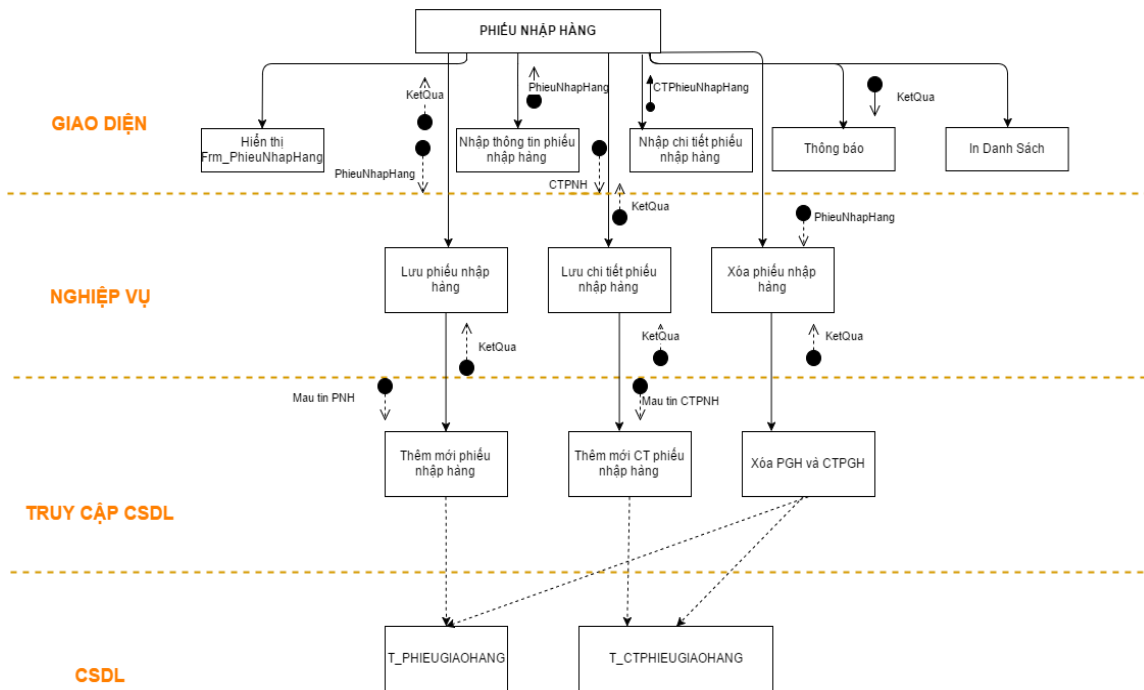 PHIẾU NHẬP HÀNG
GIAO DIỆN
KetQua
PhieuNhapHang
CTPhieuNhapHang
KetQua
Hiển thị
Frm_PhieuNhapHang
Nhập thông tin phiếu
nhập hàng
Nhập chi tiết phiếu
nhập hàng
Thông báo
In Danh Sách
PhieuNhapHang
CTPNH
KetQua
PhieuNhapHang
NGHIỆP VỤ
Lưu phiếu nhập
hàng
Lưu chi tiết phiếu
nhập hàng
Xóa phiếu nhập
hàng
KetQua
KetQua
KetQua
Mau tin PNH
Mau tin CTPNH
Thêm mới phiếu
nhập hàng
Thêm mới CT phiếu
nhập hàng
Xóa PGH và CTPGH
TRUY CẬP CSDL
T_PHIEUGIAOHANG
T_CTPHIEUGIAOHANG
CSDL